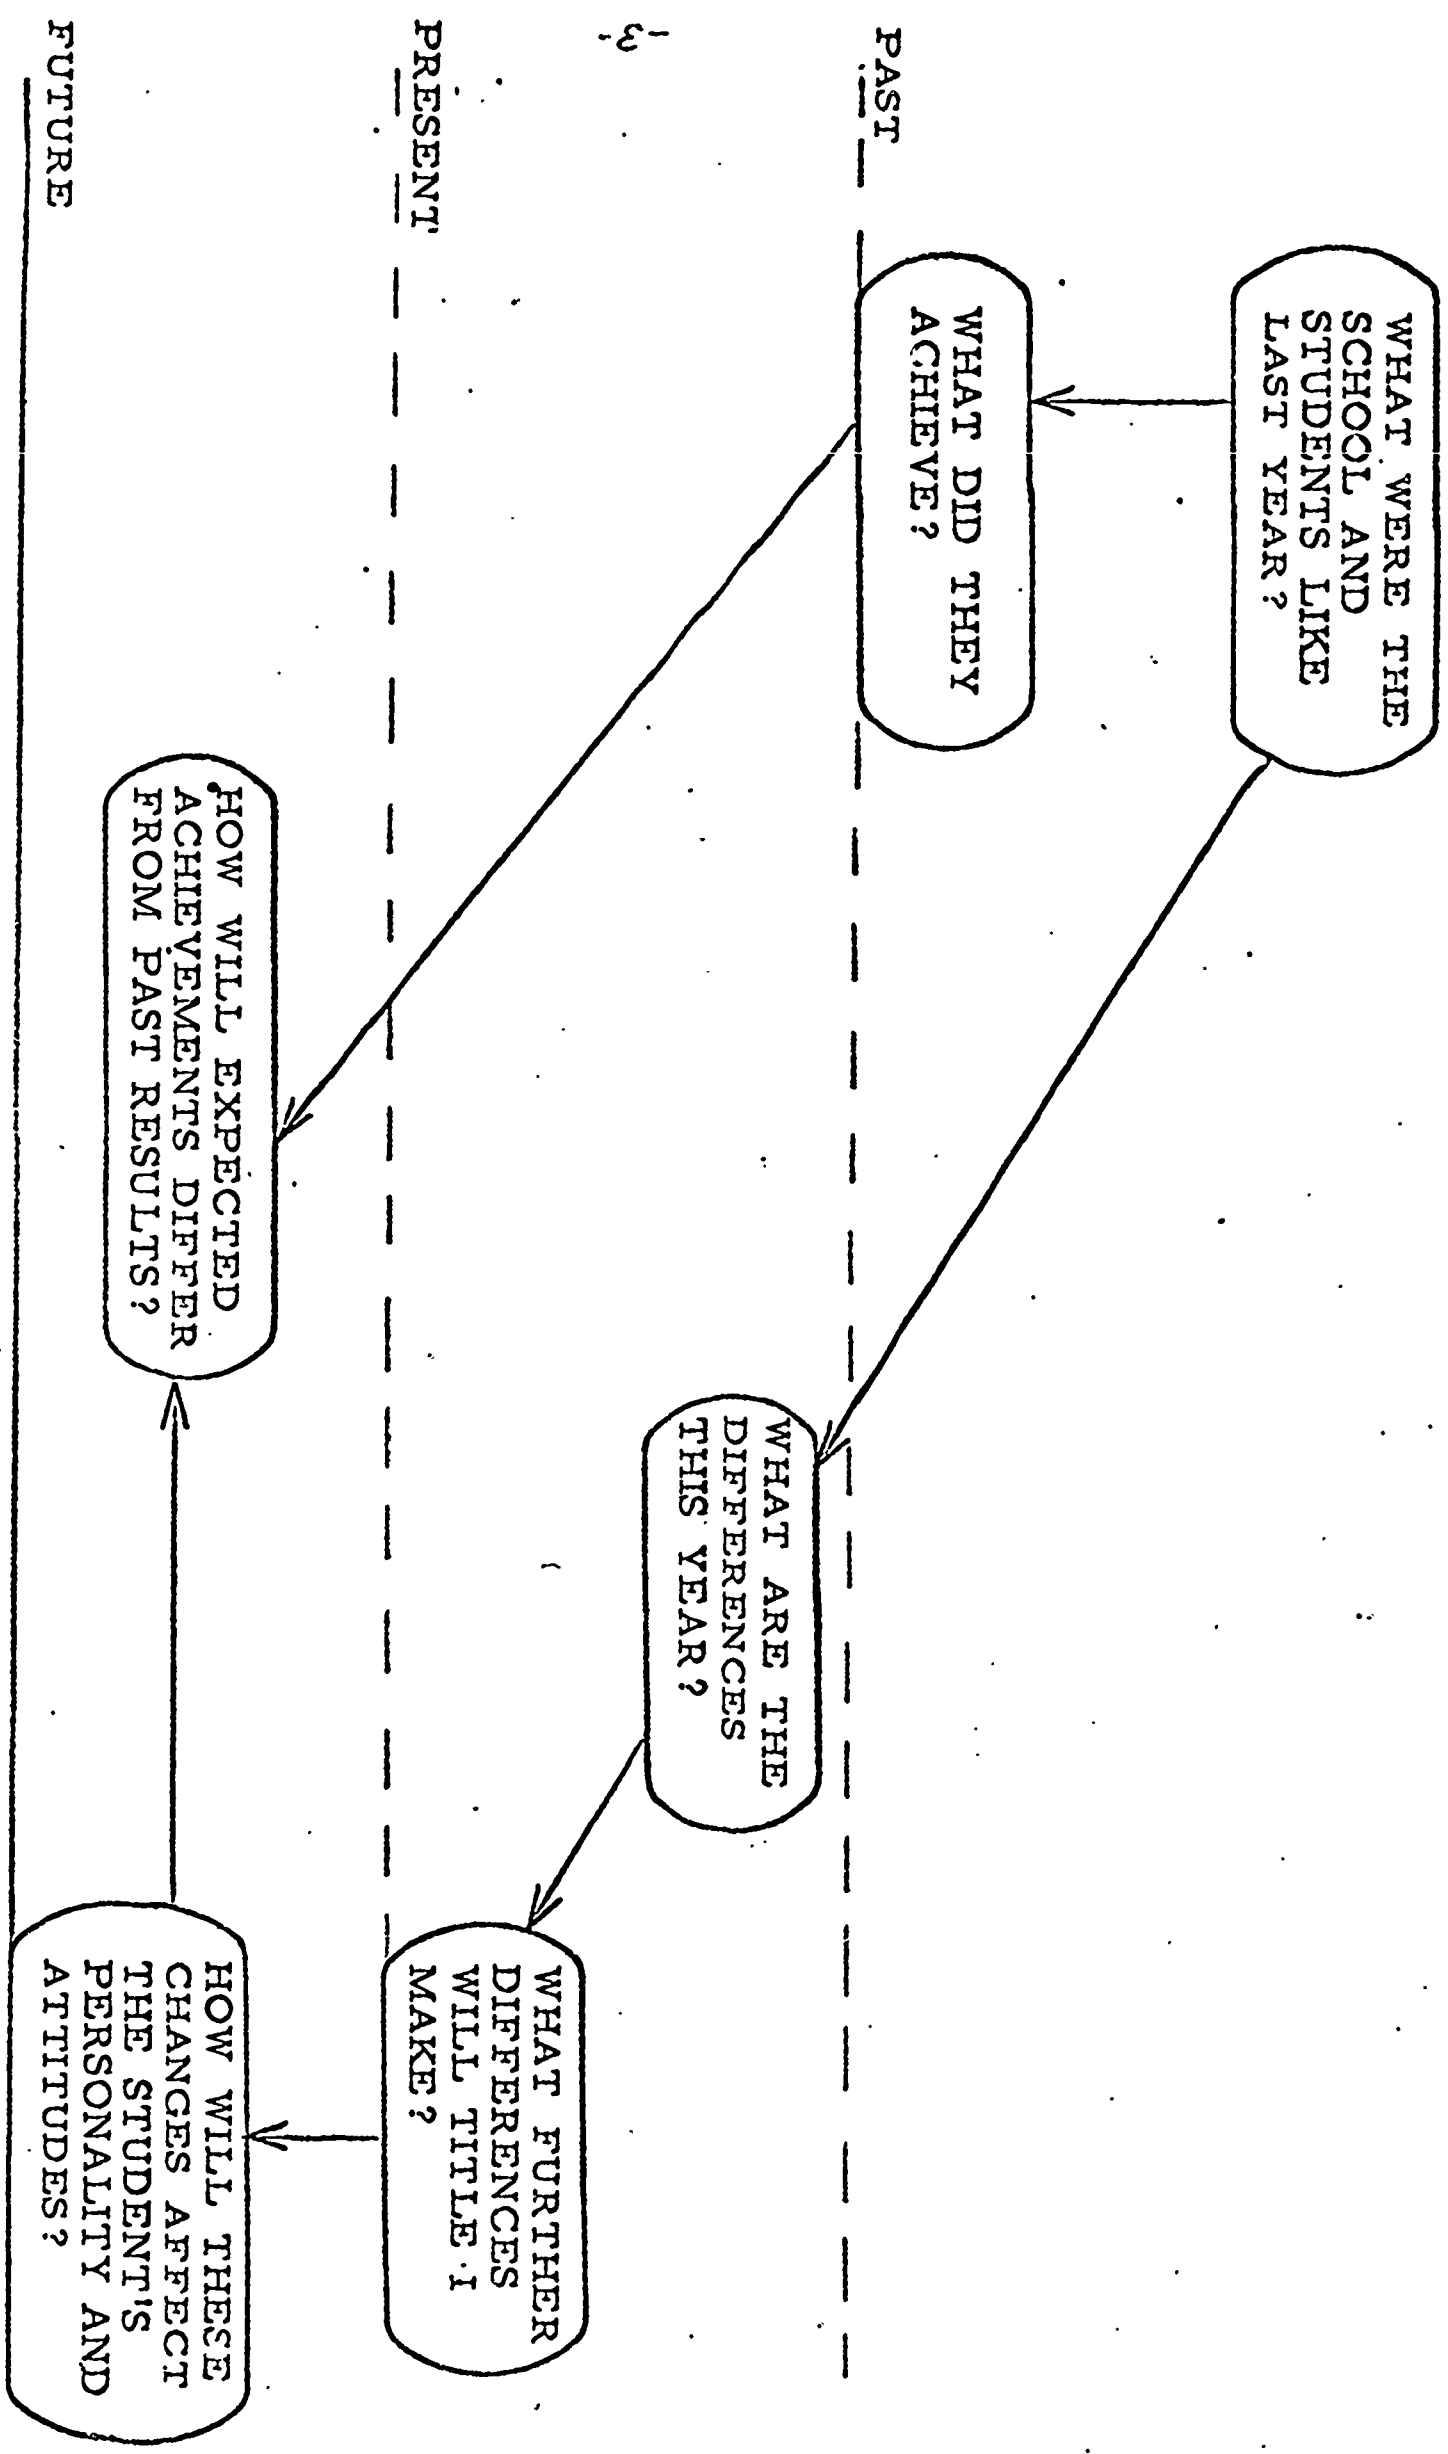 WHAT WERE THE
SCHOOL AND
STUDENTS LIKE
LAST YEAR?
WHAT DID THEY
ACHIEVE?
PAST
WHAT ARE THE
DIFFERENCES
THIS YEAR?
-3-
WHAT FURTHER
DIFFERENCES
WILL TITLE I
MAKE?
PRESENT
HOW WILL EXPECTED
ACHIEVEMENTS DIFFER
FROM PAST RESULTS?
HOW WILL THESE
CHANGES AFFECT
THE STUDENT'S
PERSONALITY AND
ATTITUDES?
FUTURE